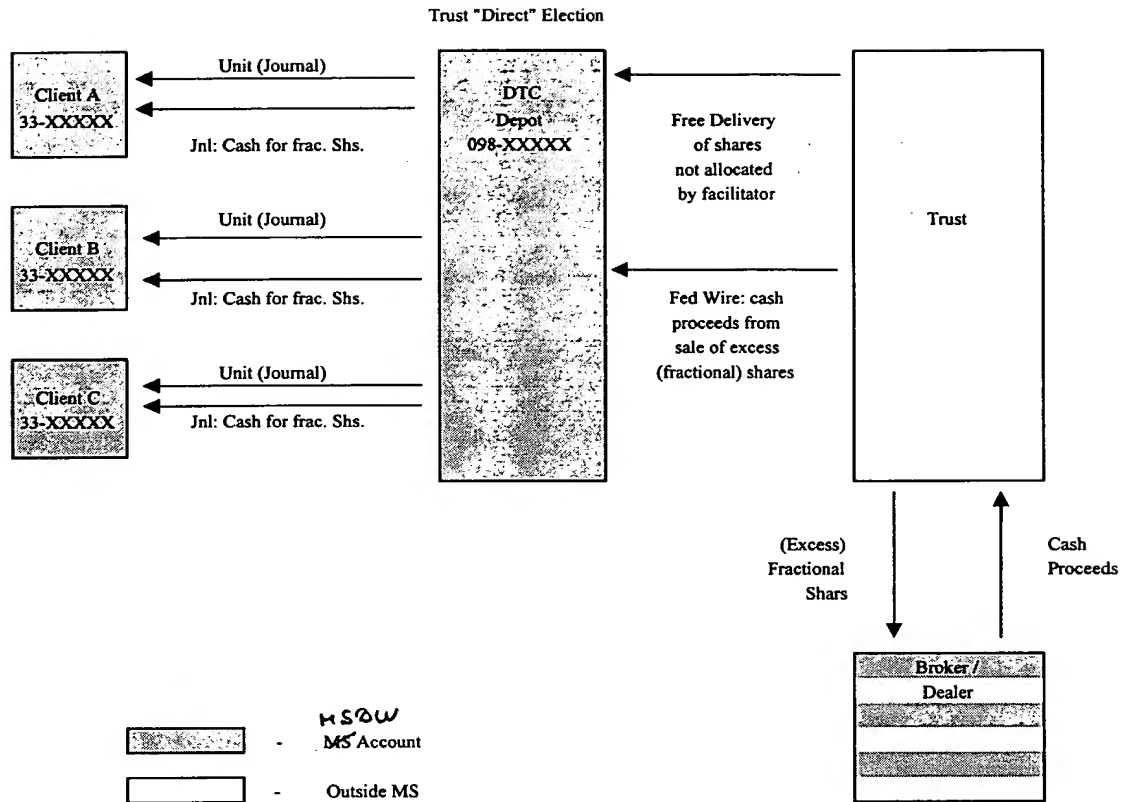 Trust "Direct" Election
Client A
33-XXXXX
Unit (Journal)
Jnl: Cash for frac. Shs.
Client B
33-XXXXX
Unit (Journal)
Jnl: Cash for frac. Shs.
Client C
33-XXXXX
Unit (Journal)
Jnl: Cash for frac. Shs.
DTC
Depot
098-XXXXX
Free Delivery
of shares
not allocated
by facilitator
Fed Wire: cash
proceeds from
sale of excess
(fractional) shares
Trust
(Excess)
Fractional
Shars
Cash
Proceeds
Broker /
Dealer
MSDW
- MS Account
- Outside MS